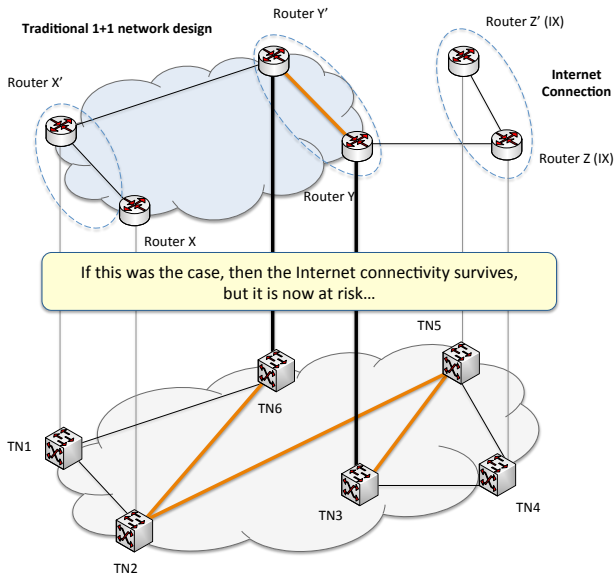 Traditional 1+1 network design
Router Y’
Router Z’ (IX)
Internet
Connection
Router X’
Router Z (IX)
Router Y
Router X
If this was the case, then the Internet connectivity survives,
but it is now at risk…
TN5
TN6
TN1
TN3
TN4
TN2